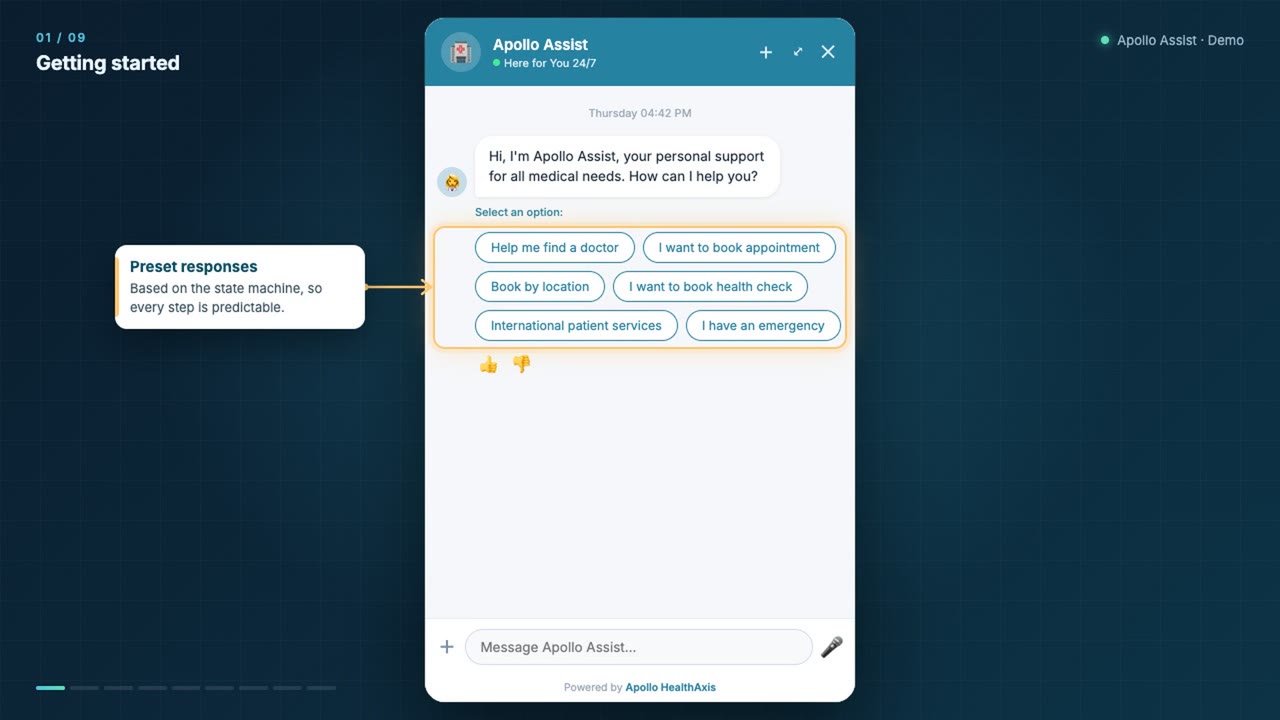 01 / 09
Getting started
Apollo Assist · Demo
Apollo Assist
Here for You 24/7
Thursday 04:42 PM
Hi, I'm Apollo Assist, your personal support
for all medical needs. How can I help you?
Select an option:
Help me find a doctor
I want to book appointment
Book by location
I want to book health check
International patient services
I have an emergency
Preset responses
Based on the state machine, so
every step is predictable.
Message Apollo Assist...
Powered by Apollo HealthAxis